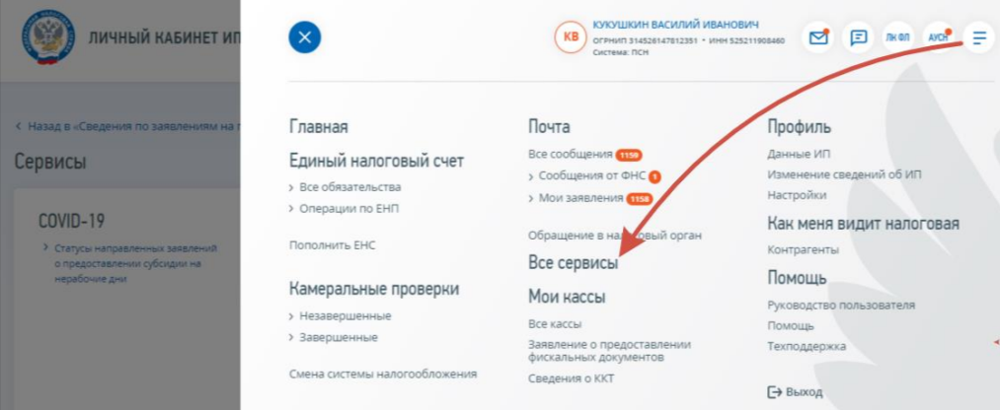 ЛИЧНЫЙ КАБИНЕТ ИП
КВ
КУКУШКИН ВАСИЛИЙ ИВАНОВИЧ
ОГРНИП 314526147812351 • ИНН 525211908460
Система: ПСН
ЛК ФЛ
АУСН
Назад в «Сведения по заявлениям на
Сервисы
COVID-19
Статусы направленных заявлений
о предоставлении субсидии на
нерабочие дни
Главная
Единый налоговый счет
Все обязательства
Операции по ЕНП
Пополнить ЕНС
Камеральные проверки
Незавершенные
Завершенные
Смена системы налогообложения
Почта
Все сообщения 1159
Сообщения от ФНС 1
Мои заявления 1158
Обращение в налоговый орган
Все сервисы
Мои кассы
Все кассы
Заявление о предоставлении
фискальных документов
Сведения о ККТ
Профиль
Данные ИП
Изменение сведений об ИП
Настройки
Как меня видит налоговая
Контрагенты
Помощь
Руководство пользователя
Помощь
Техподдержка
Выход